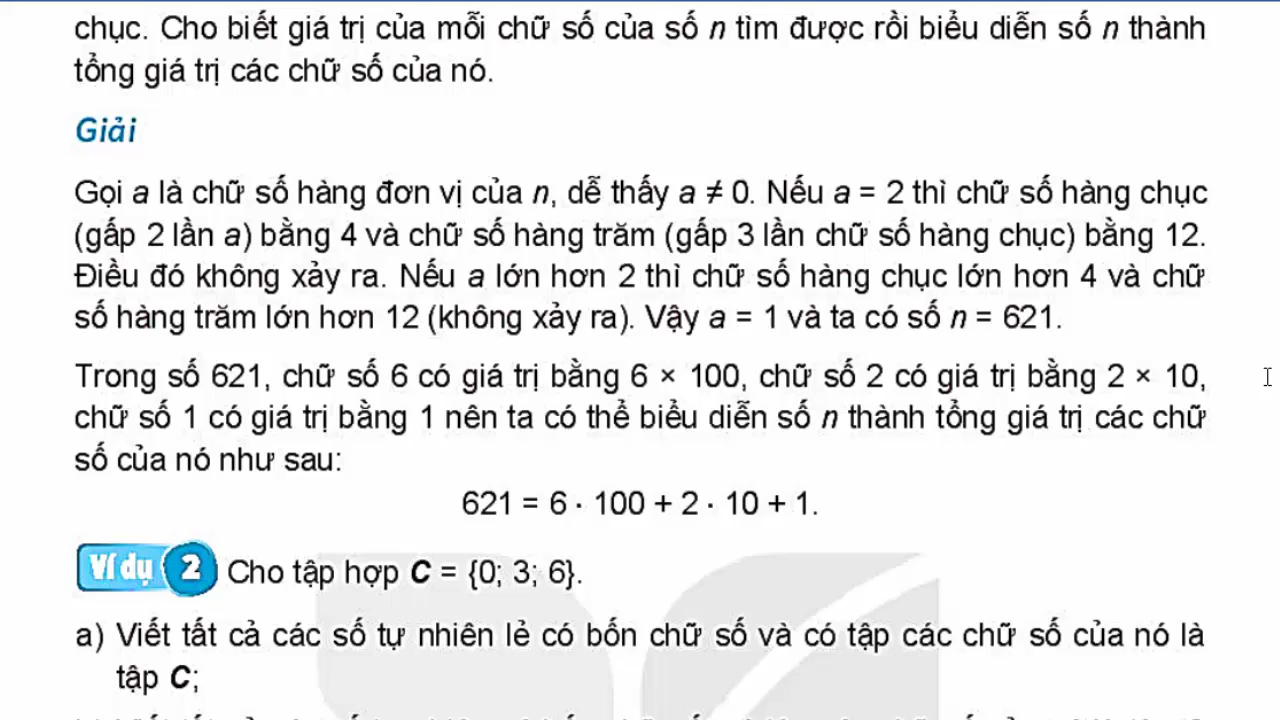 chục. Cho biết giá trị của mỗi chữ số của số n tìm được rồi biểu diễn số n thành
tổng giá trị các chữ số của nó.
Giải
Gọi a là chữ số hàng đơn vị của n, dễ thấy a ≠ 0. Nếu a = 2 thì chữ số hàng chục
(gấp 2 lần a) bằng 4 và chữ số hàng trăm (gấp 3 lần chữ số hàng chục) bằng 12.
Điều đó không xảy ra. Nếu a lớn hơn 2 thì chữ số hàng chục lớn hơn 4 và chữ
số hàng trăm lớn hơn 12 (không xảy ra). Vậy a = 1 và ta có số n = 621.
Trong số 621, chữ số 6 có giá trị bằng 6 × 100, chữ số 2 có giá trị bằng 2 × 10,
chữ số 1 có giá trị bằng 1 nên ta có thể biểu diễn số n thành tổng giá trị các chữ
số của nó như sau:
621 = 6 · 100 + 2 · 10 + 1.
Ví dụ 2 Cho tập hợp C = {0; 3; 6}.
a) Viết tất cả các số tự nhiên lẻ có bốn chữ số và có tập các chữ số của nó là
tập C;